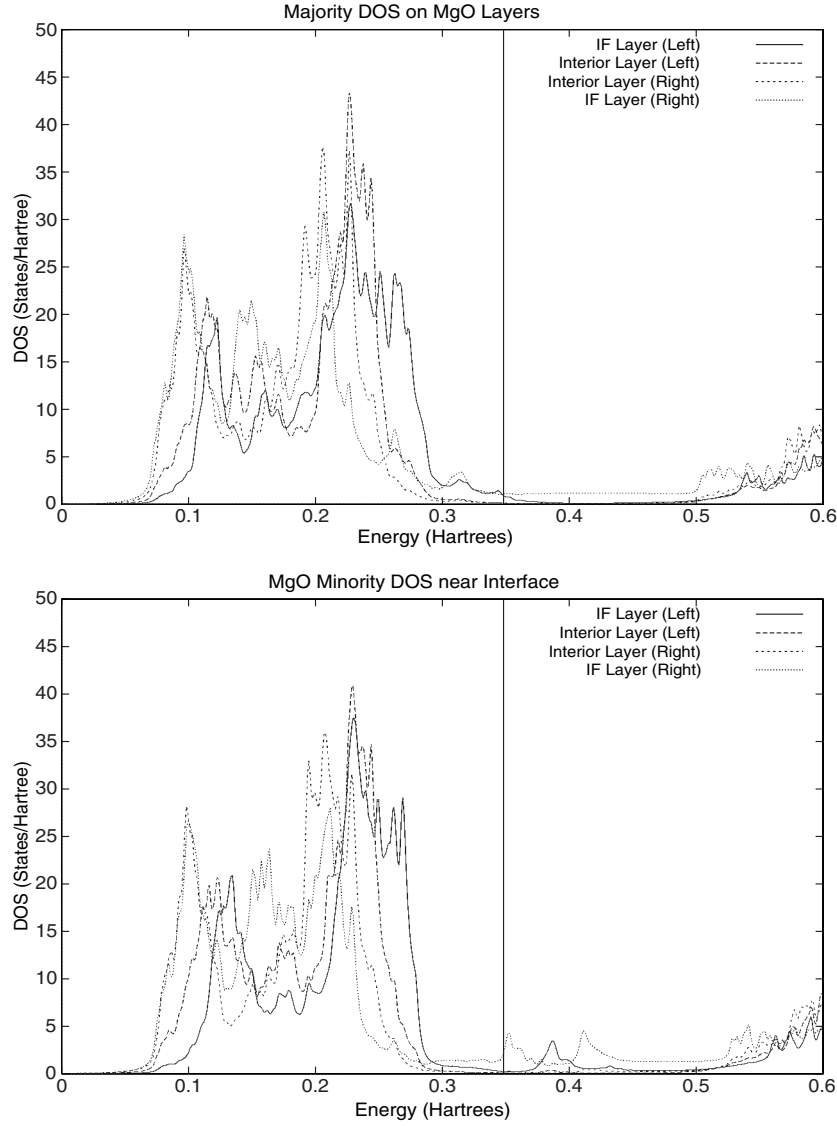 Majority DOS on MgO Layers
50
45
40
35
30
25
20
15
10
5
0
DOS (States/Hartree)
IF Layer (Left)
Interior Layer (Left)
Interior Layer (Right)
IF Layer (Right)
0 0.1 0.2 0.3 0.4 0.5 0.6
Energy (Hartrees)
MgO Minority DOS near Interface
50
45
40
35
30
25
20
15
10
5
0
DOS (States/Hartree)
IF Layer (Left)
Interior Layer (Left)
Interior Layer (Right)
IF Layer (Right)
0 0.1 0.2 0.3 0.4 0.5 0.6
Energy (Hartrees)